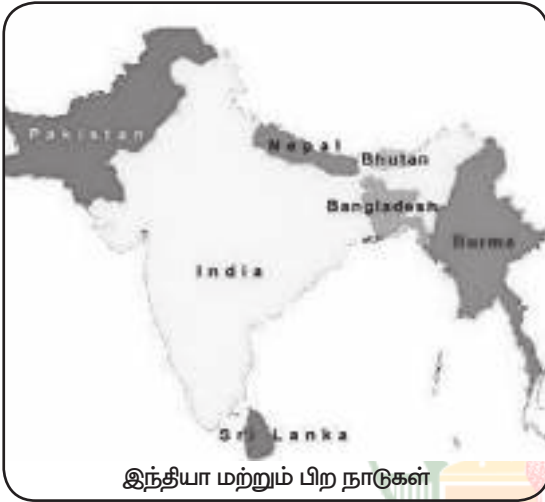 Pakistan
Nepal
Bhutan
Bangladesh
Burma
India
Sri Lanka
இந்தியா மற்றும் பிற நாடுகள்